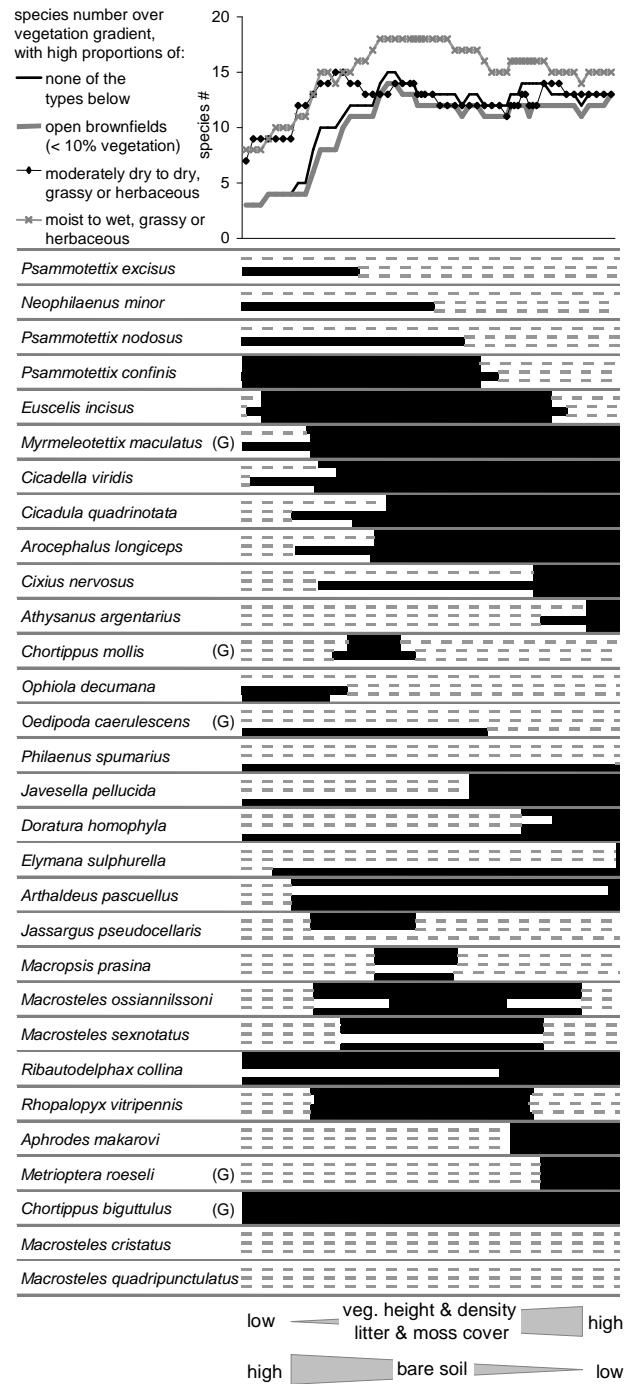 species number over
vegetation gradient,
with high proportions of:
none of the
types below
open brownfields
(< 10% vegetation)
moderately dry to dry,
grassy or herbaceous
moist to wet, grassy or
herbaceous
species #
20
15
10
5
0
Psammotettix excisus
Neophilaenus minor
Psammotettix nodosus
Psammotettix confinis
Euscelis incisus
Myrmeleotettix maculatus (G)
Cicadella viridis
Cicadula quadrinotata
Arocephalus longiceps
Cixius nervosus
Athysanus argentarius
Chortippus mollis (G)
Ophiola decumana
Oedipoda caerulescens (G)
Philaenus spumarius
Javesella pellucida
Doratura homophyla
Elymana sulphurella
Arthaldeus pascuellus
Jassargus pseudocellaris
Macropsis prasina
Macrosteles ossiannilssoni
Macrosteles sexnotatus
Ribautodelphax collina
Rhopalopyx vitripennis
Aphrodes makarovi
Metrioptera roeseli (G)
Chortippus biguttulus (G)
Macrosteles cristatus
Macrosteles quadripunctulatus
low veg. height & density high
litter & moss cover
high bare soil low